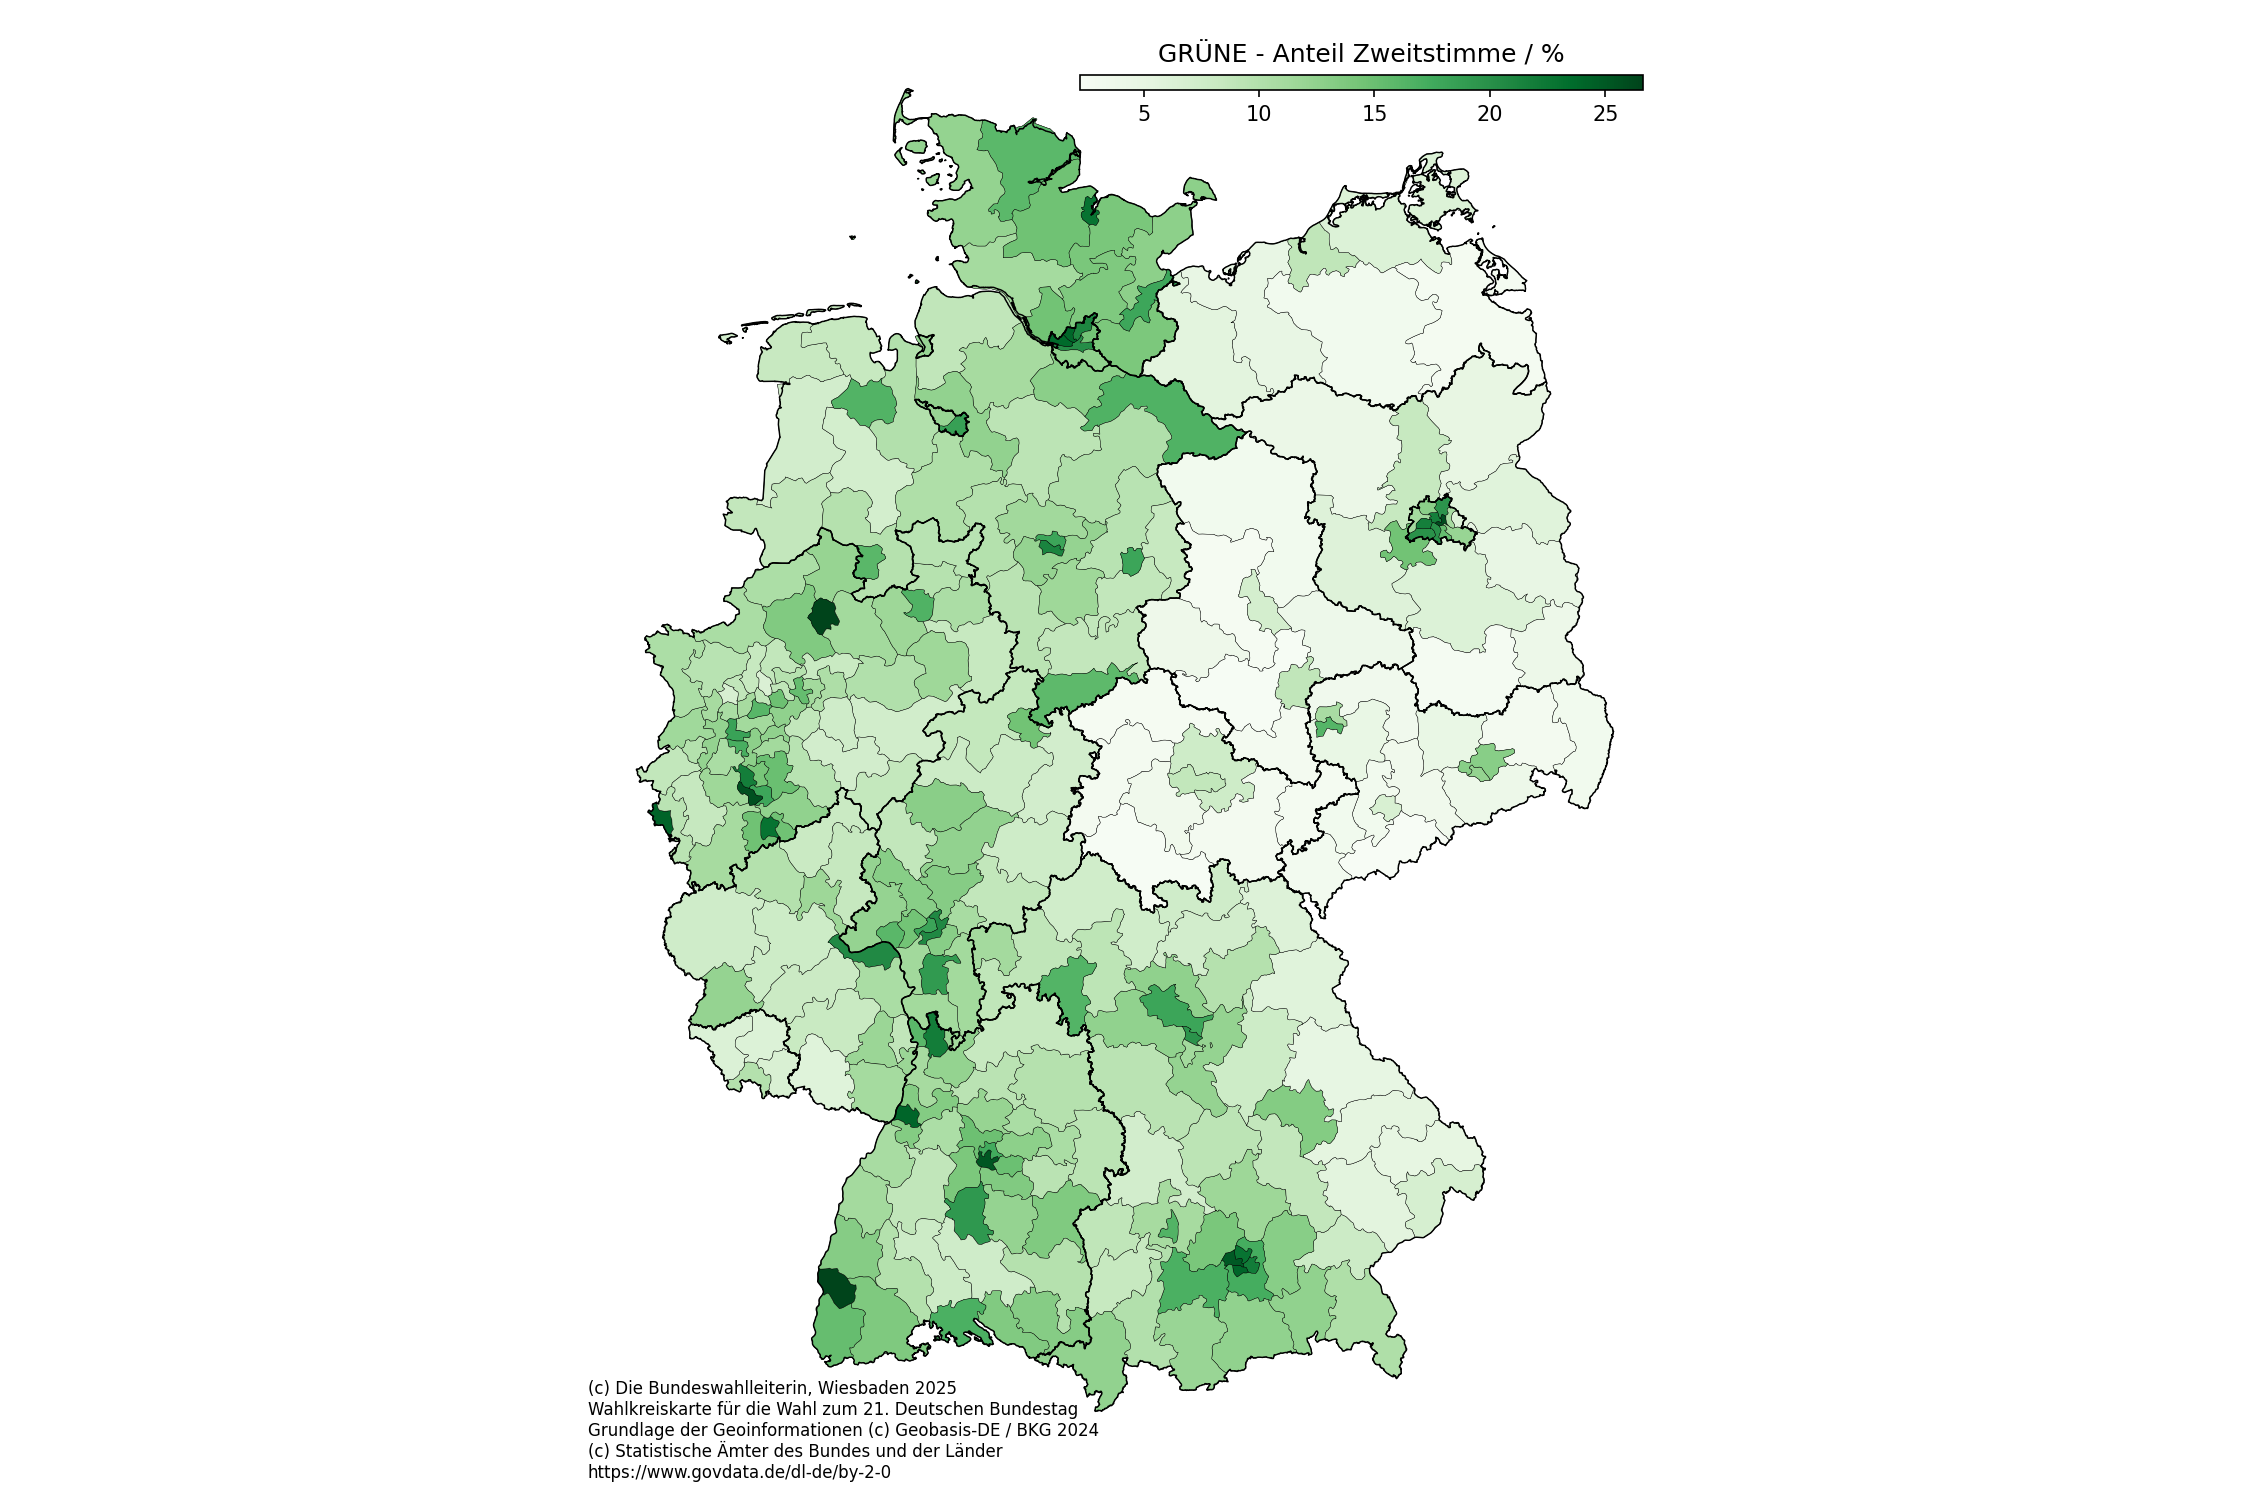 GRÜNE - Anteil Zweitstimme / %
5 10 15 20 25
(c) Die Bundeswahlleiterin, Wiesbaden 2025
Wahlkreiskarte für die Wahl zum 21. Deutschen Bundestag
Grundlage der Geoinformationen (c) Geobasis-DE / BKG 2024
(c) Statistische Ämter des Bundes und der Länder
https://www.govdata.de/dl-de/by-2-0